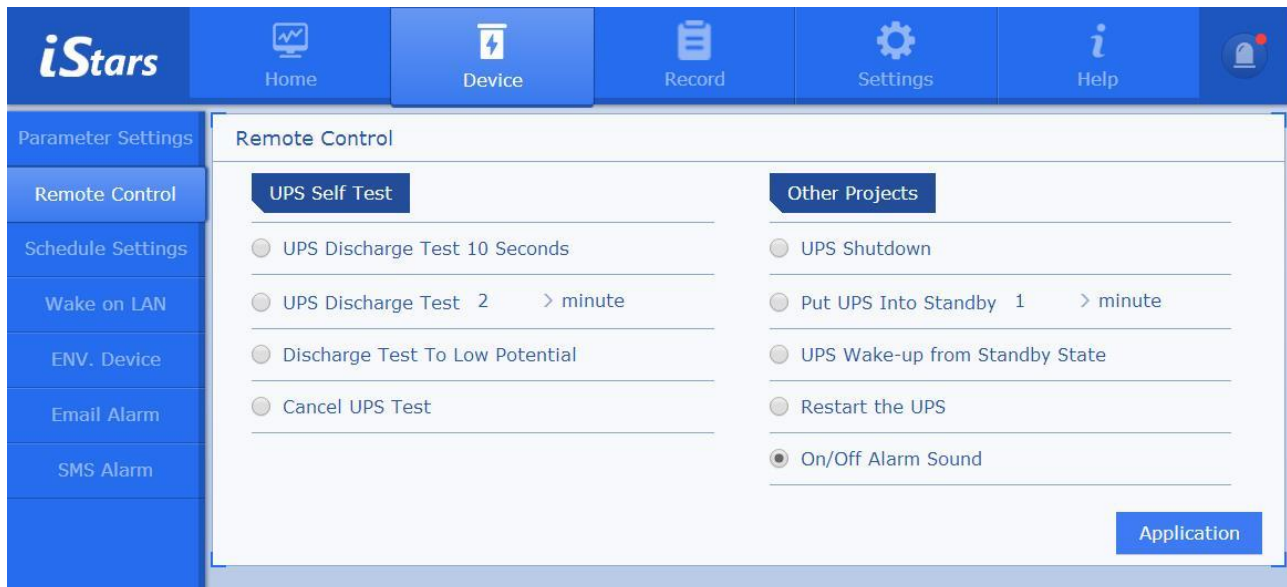 iStars
Home
Device
Record
Settings
Help
Parameter Settings
Remote Control
Schedule Settings
Wake on LAN
ENV. Device
Email Alarm
SMS Alarm
Remote Control
UPS Self Test
UPS Discharge Test 10 Seconds
UPS Discharge Test 2 > minute
Discharge Test To Low Potential
Cancel UPS Test
Other Projects
UPS Shutdown
Put UPS Into Standby 1 > minute
UPS Wake-up from Standby State
Restart the UPS
On/Off Alarm Sound
Application